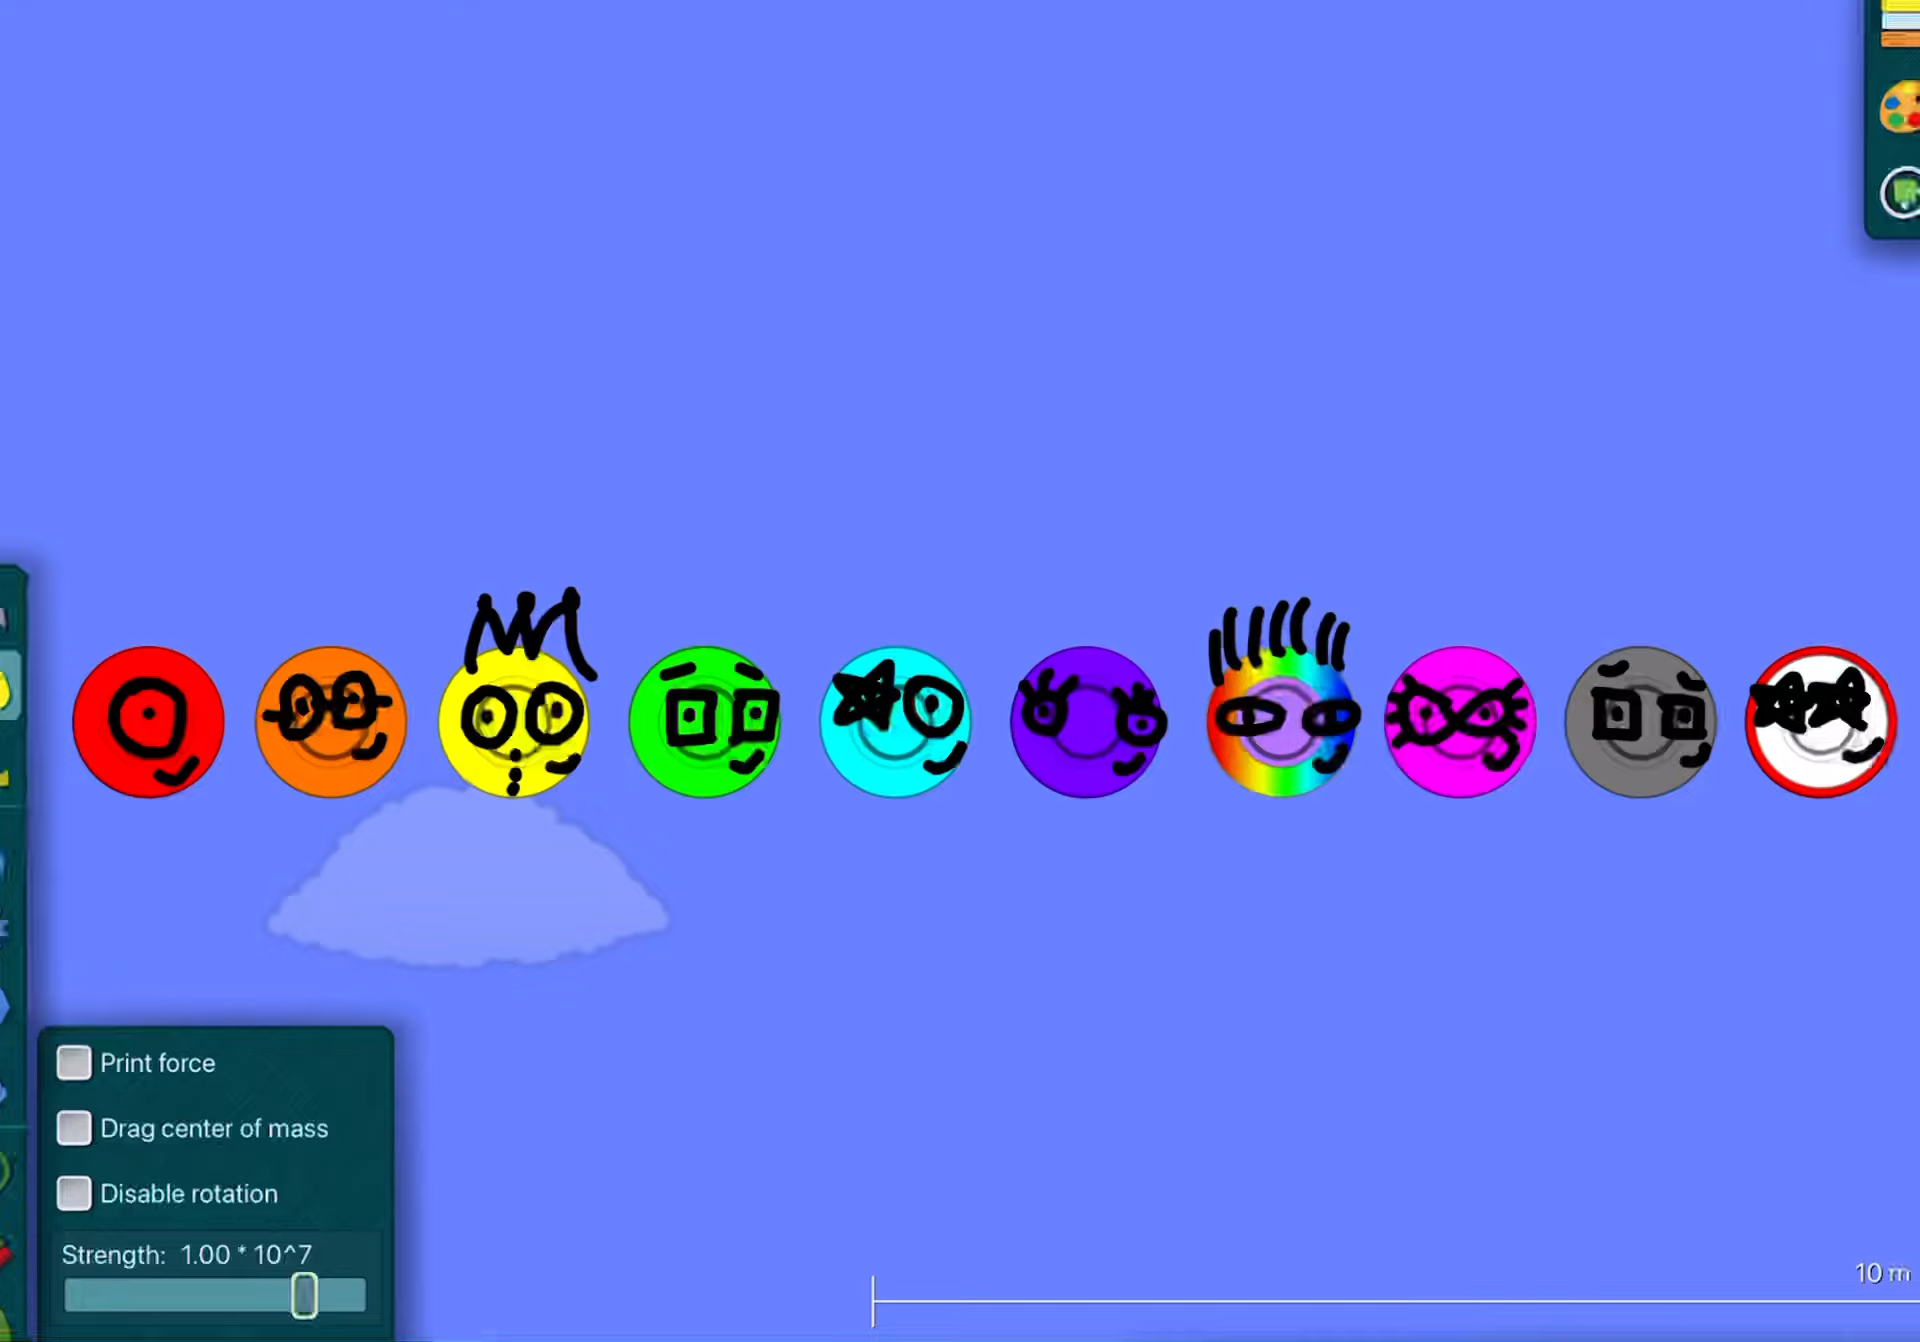 Print force
Drag center of mass
Disable rotation
Strength: 1.00 * 10^7
10 m